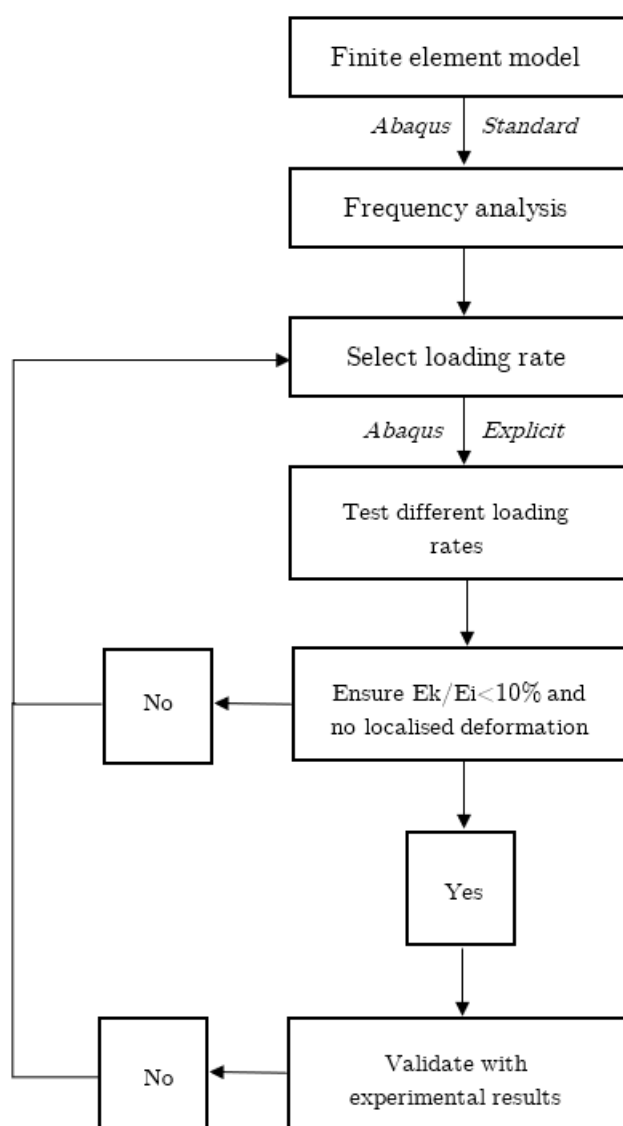 Finite element model
Abaqus Standard
Frequency analysis
Select loading rate
Abaqus Explicit
Test different loading
rates
Ensure Ek/Ei<10% and
no localised deformation
No
Yes
Validate with
experimental results
No